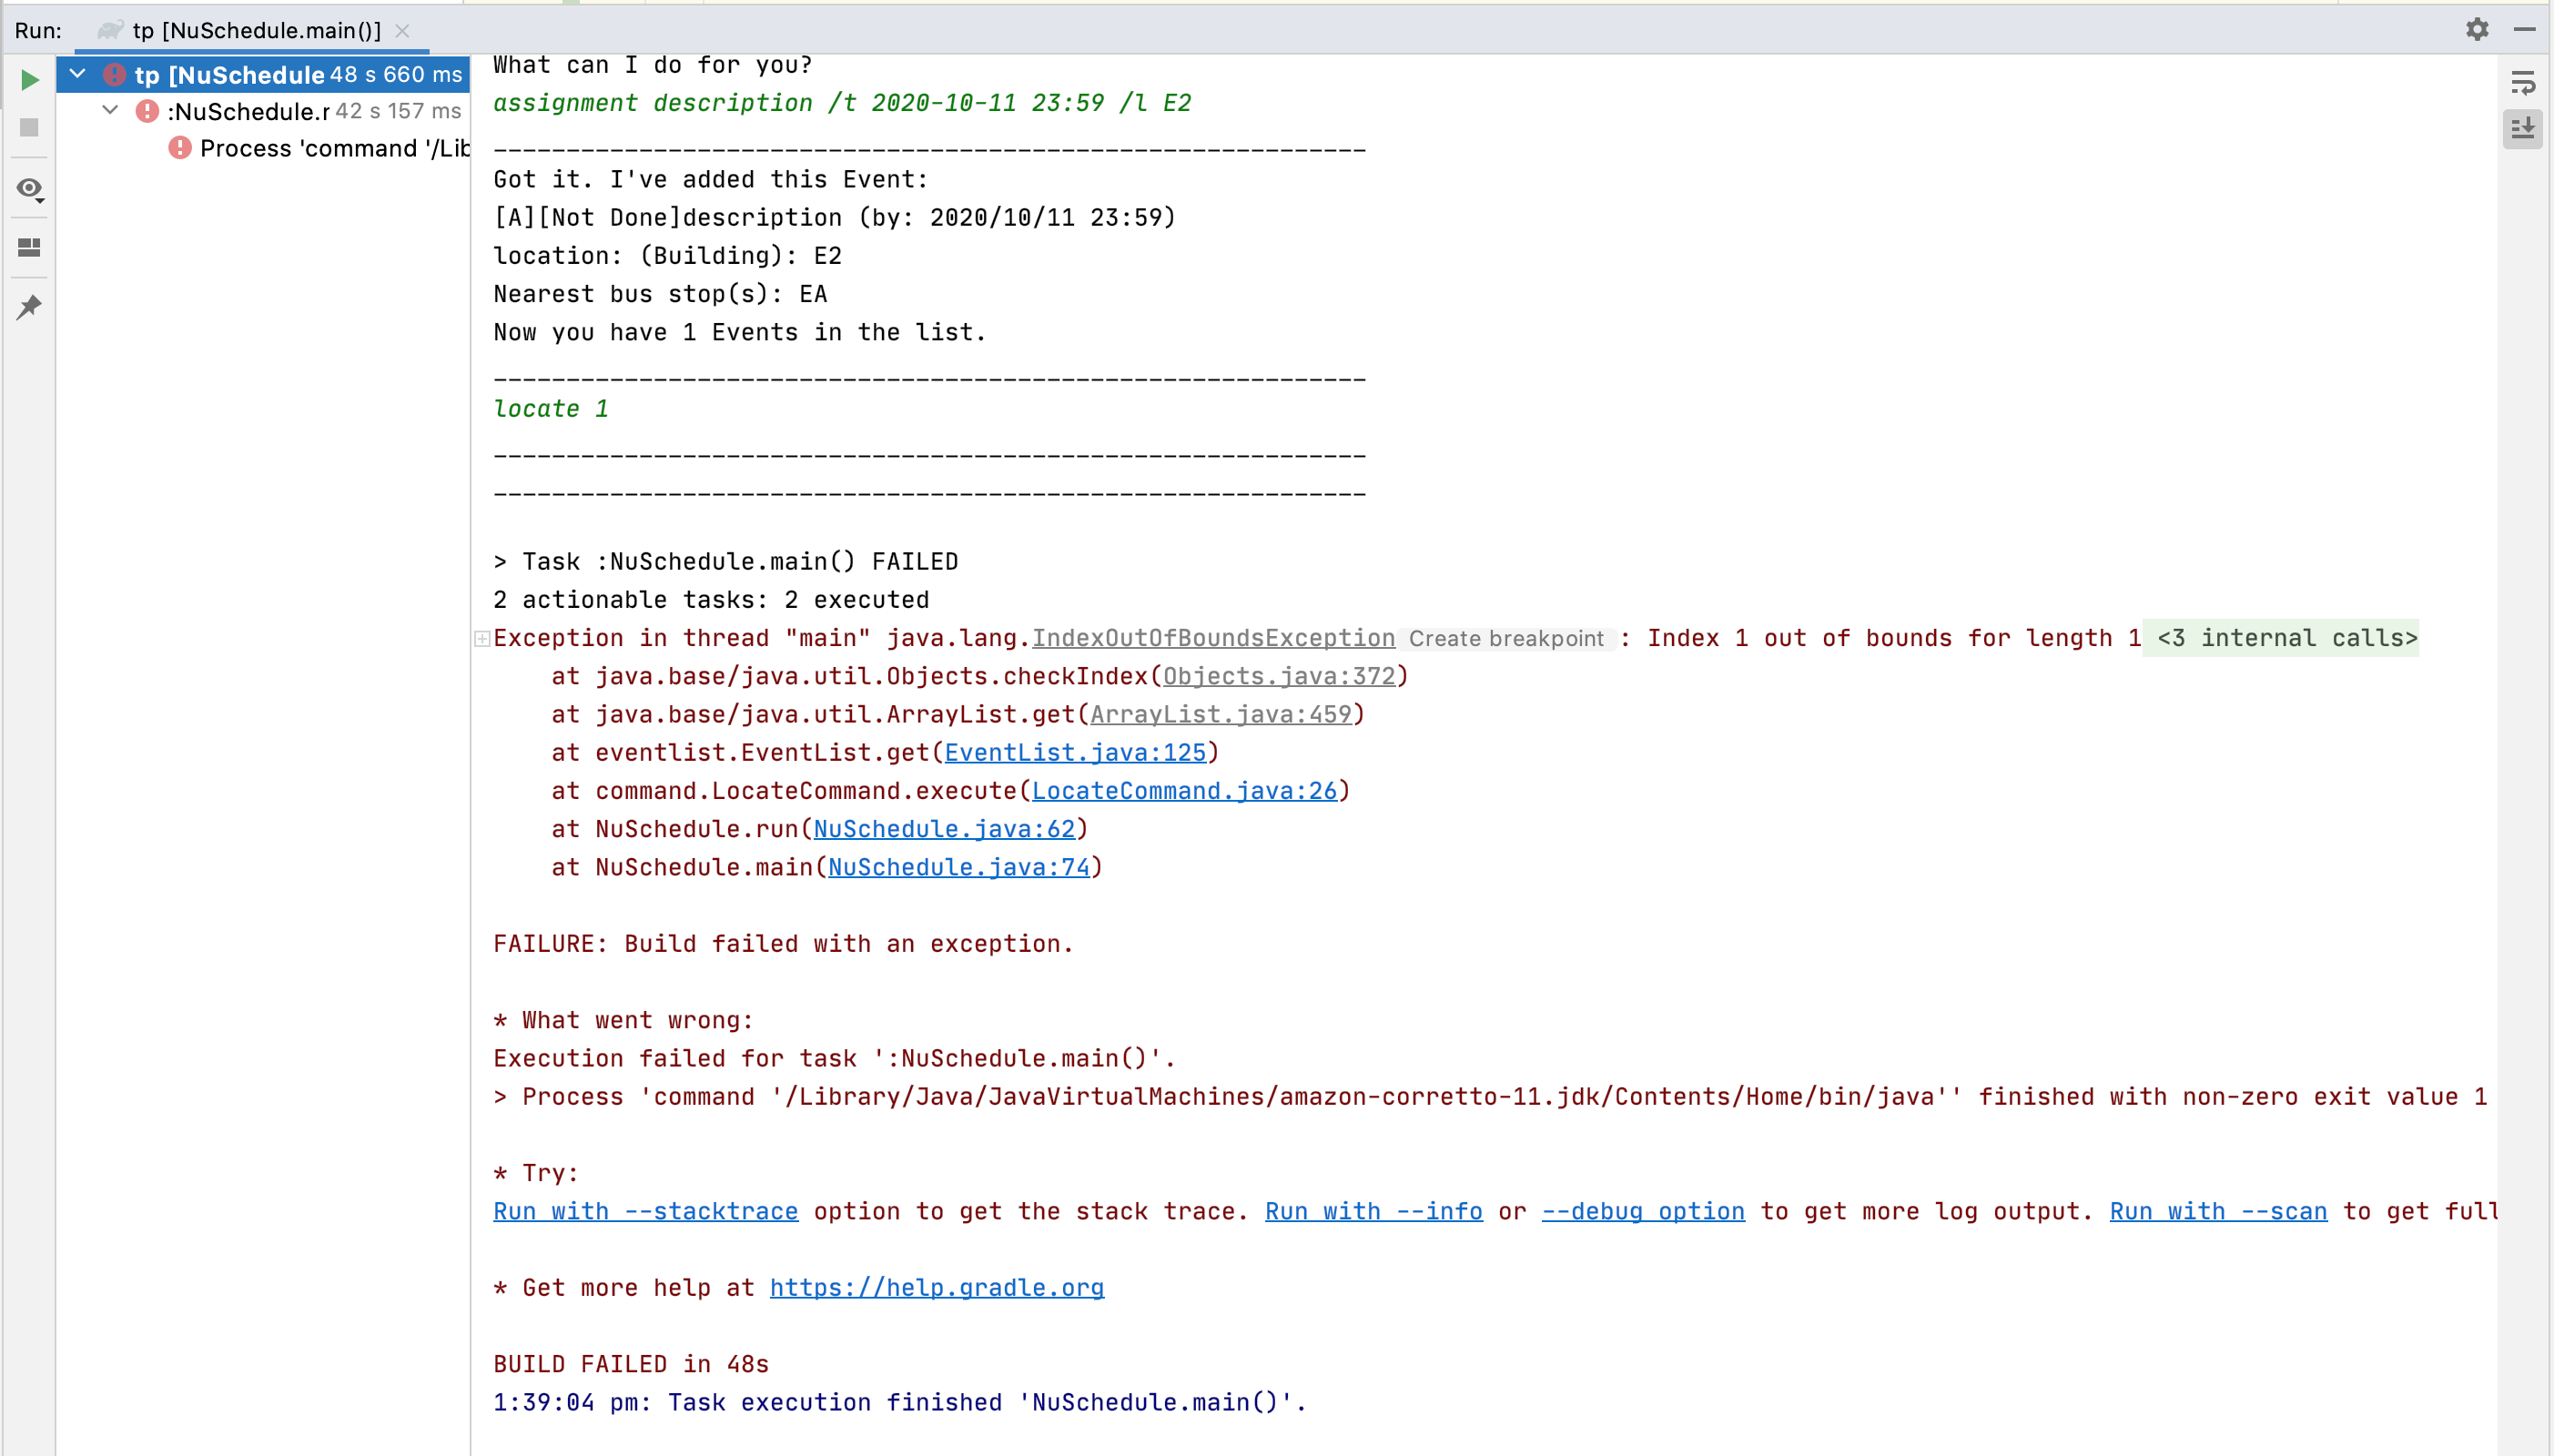 Run: tp [NuSchedule.main()]
tp [NuSchedule 48 s 660 ms
:NuSchedule.r 42 s 157 ms
Process 'command '/Lib
What can I do for you?
assignment description /t 2020-10-11 23:59 /l E2
____________________________________________________________
Got it. I've added this Event:
[A][Not Done]description (by: 2020/10/11 23:59)
location: (Building): E2
Nearest bus stop(s): EA
Now you have 1 Events in the list.
____________________________________________________________
locate 1
____________________________________________________________
____________________________________________________________
> Task :NuSchedule.main() FAILED
2 actionable tasks: 2 executed
Exception in thread "main" java.lang.IndexOutOfBoundsException Create breakpoint : Index 1 out of bounds for length 1 <3 internal calls>
at java.base/java.util.Objects.checkIndex(Objects.java:372)
at java.base/java.util.ArrayList.get(ArrayList.java:459)
at eventlist.EventList.get(EventList.java:125)
at command.LocateCommand.execute(LocateCommand.java:26)
at NuSchedule.run(NuSchedule.java:62)
at NuSchedule.main(NuSchedule.java:74)
FAILURE: Build failed with an exception.
* What went wrong:
Execution failed for task ':NuSchedule.main()'.
> Process 'command '/Library/Java/JavaVirtualMachines/amazon-corretto-11.jdk/Contents/Home/bin/java'' finished with non-zero exit value 1
* Try:
Run with --stacktrace option to get the stack trace. Run with --info or --debug option to get more log output. Run with --scan to get full
* Get more help at https://help.gradle.org
BUILD FAILED in 48s
1:39:04 pm: Task execution finished 'NuSchedule.main()'.